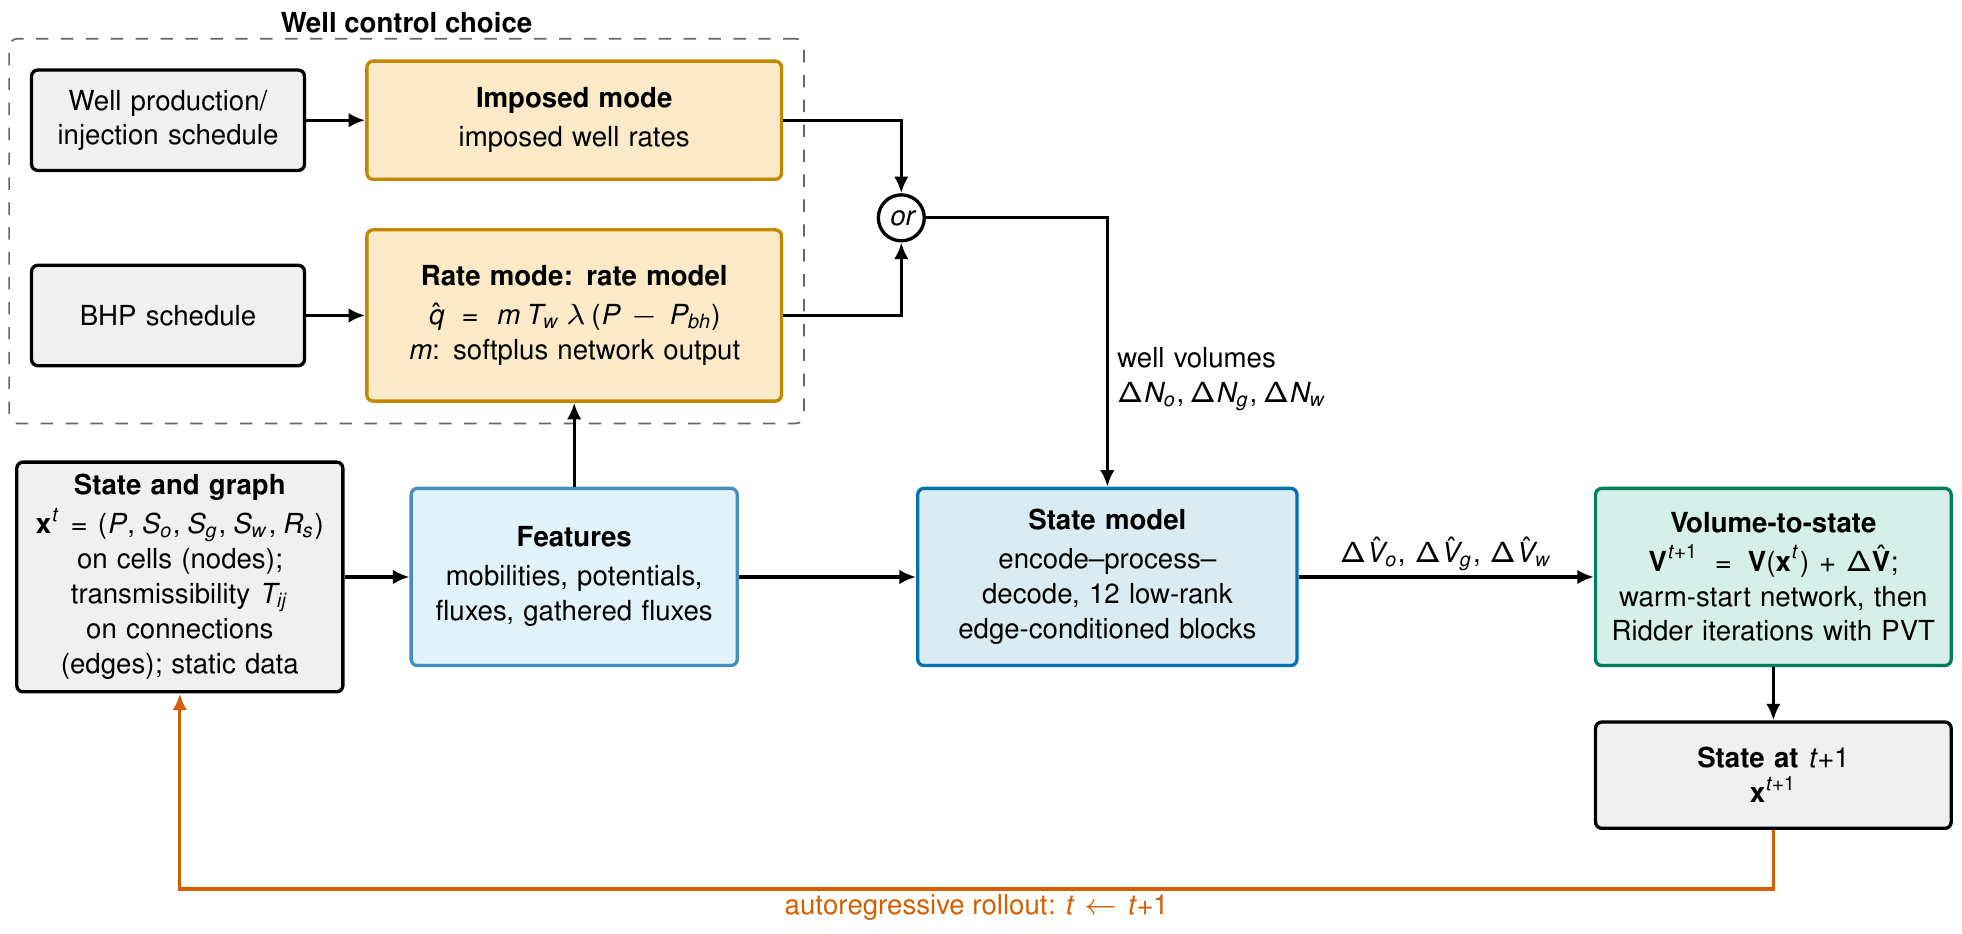 Well control choice
Well production/
injection schedule
Imposed mode
imposed well rates
or
BHP schedule
Rate mode: rate model
q̂ = m T_w λ (P − P_bh)
m: softplus network output
well volumes
ΔN_o, ΔN_g, ΔN_w
State and graph
x^t = (P, S_o, S_g, S_w, R_s)
on cells (nodes);
transmissibility T_ij
on connections
(edges); static data
Features
mobilities, potentials,
fluxes, gathered fluxes
State model
encode–process–
decode, 12 low-rank
edge-conditioned blocks
ΔV̂_o, ΔV̂_g, ΔV̂_w
Volume-to-state
V^{t+1} = V(x^t) + ΔV̂;
warm-start network, then
Ridder iterations with PVT
State at t+1
x^{t+1}
autoregressive rollout: t ← t+1